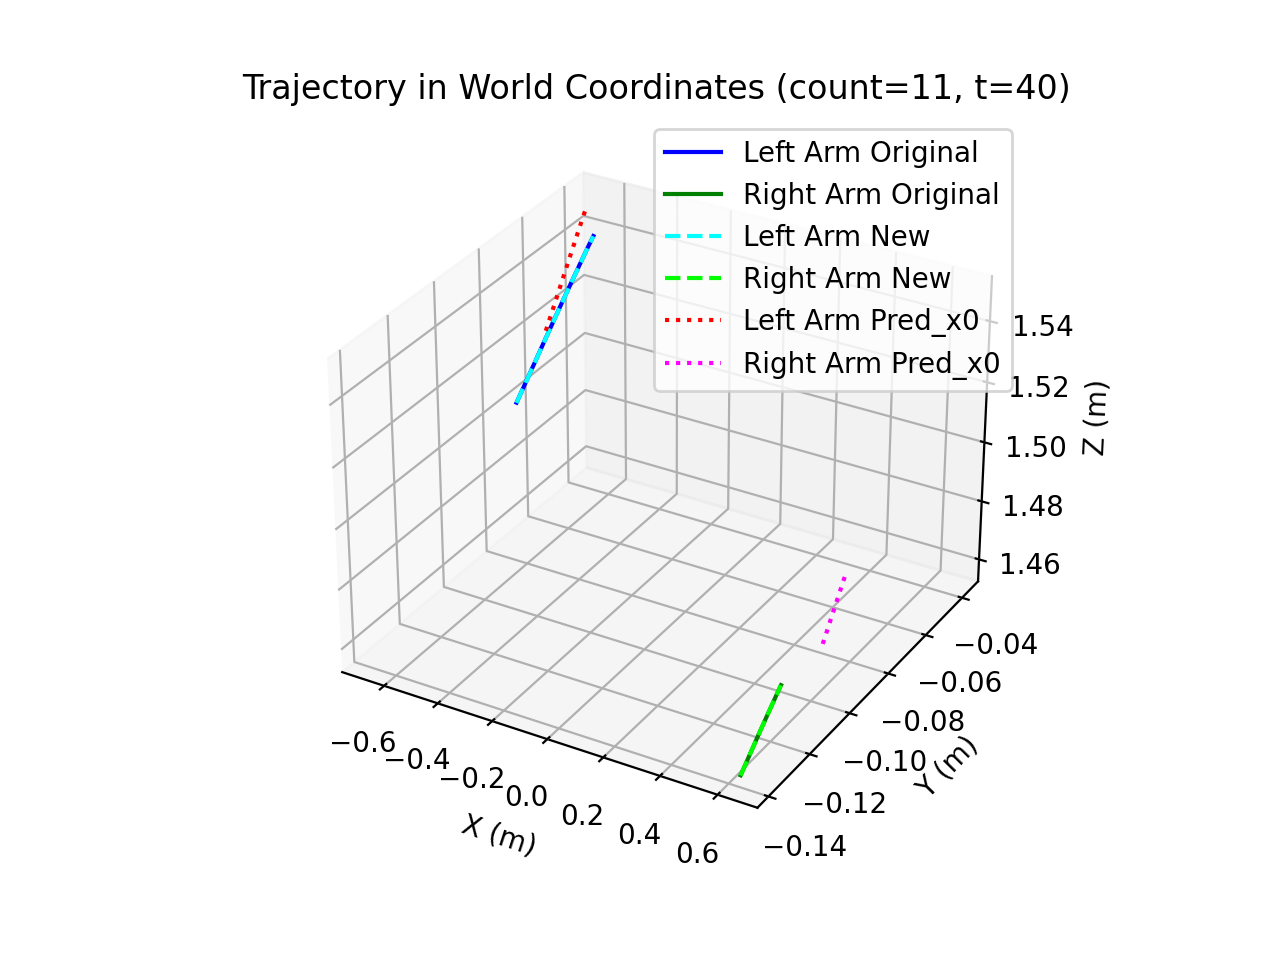 Trajectory in World Coordinates (count=11, t=40)
Left Arm Original
Right Arm Original
Left Arm New
Right Arm New
Left Arm Pred_x0
Right Arm Pred_x0
1.54
1.52
1.50
1.48
1.46
Z (m)
−0.04
−0.06
−0.08
−0.10
−0.12
−0.14
Y (m)
−0.6
−0.4
−0.2
0.0
0.2
0.4
0.6
X (m)